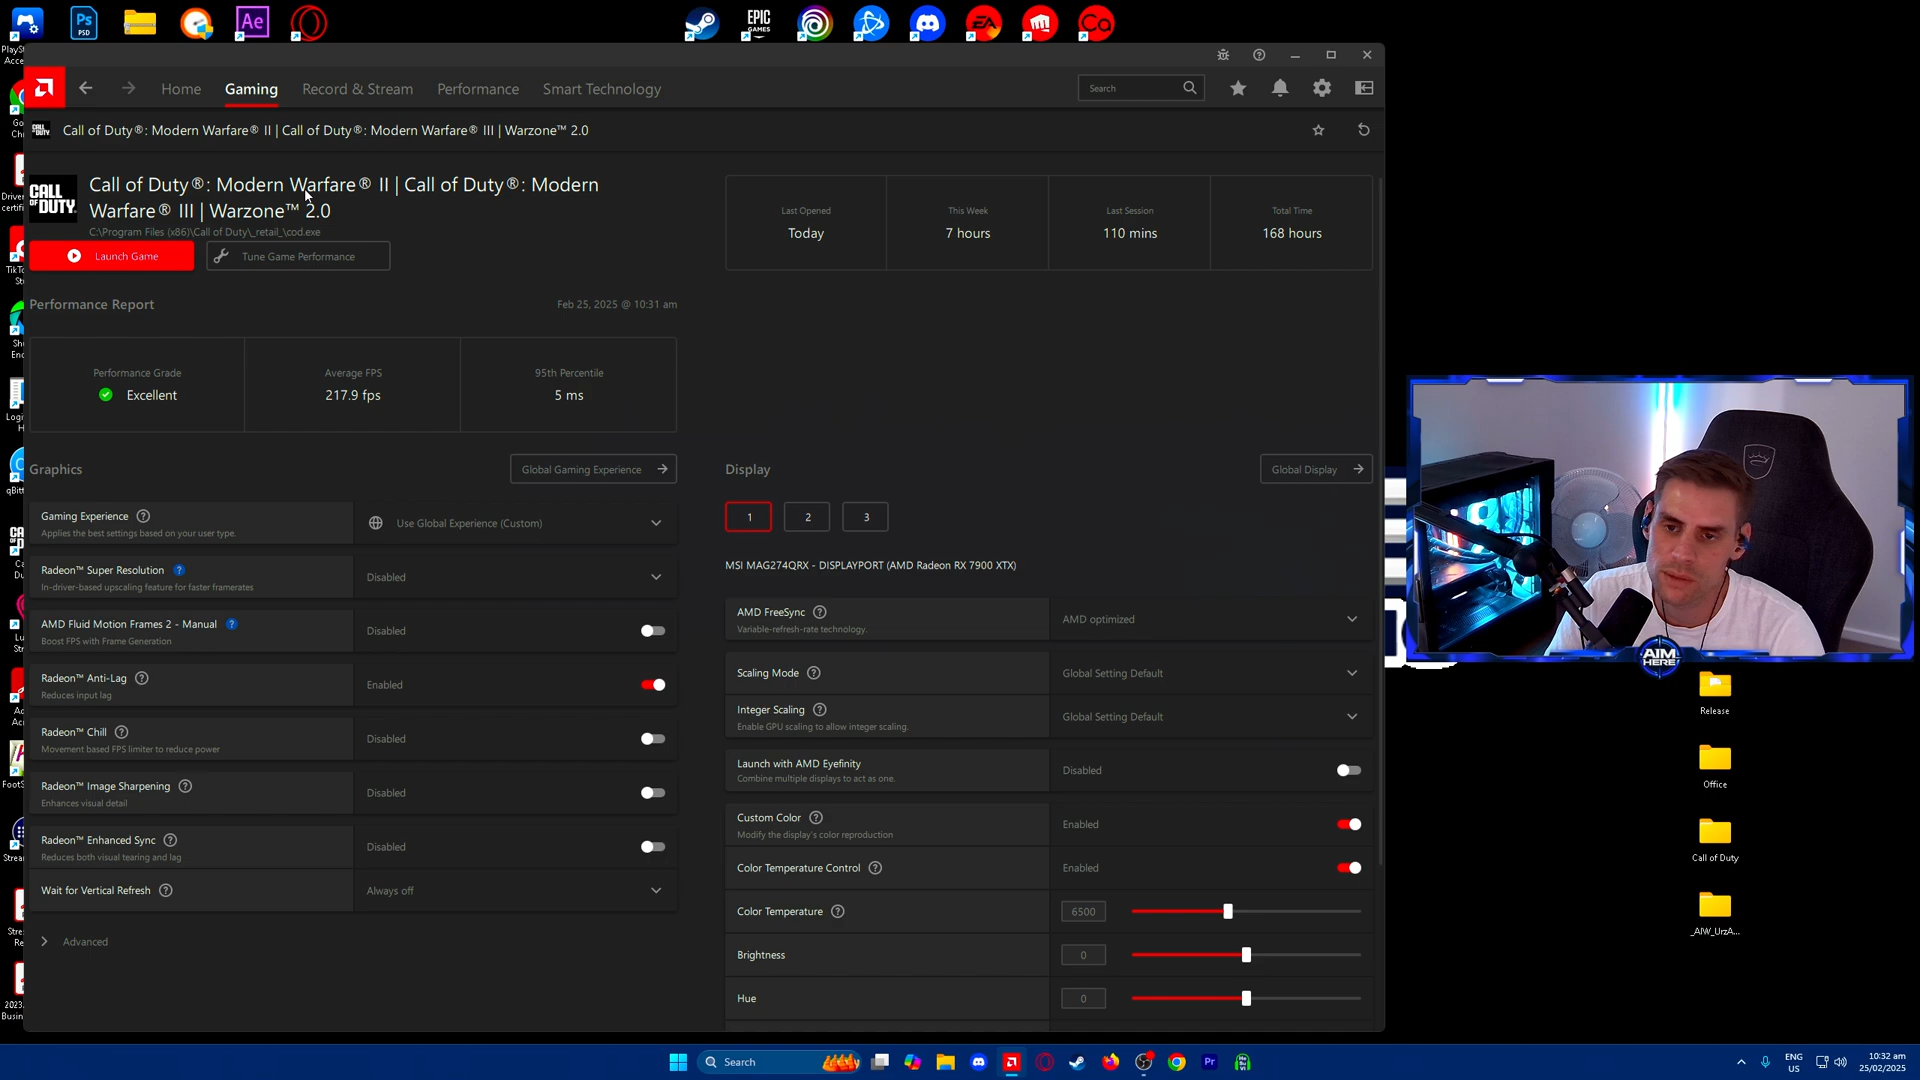 EPIC
GAMES
Home
Gaming
Record & Stream
Performance
Smart Technology
Search
Call of Duty®: Modern Warfare® II | Call of Duty®: Modern Warfare® III | Warzone™ 2.0
CALL
OF DUTY
Call of Duty®: Modern Warfare® II | Call of Duty®: Modern
Warfare® III | Warzone™ 2.0
C:\Program Files (x86)\Call of Duty\_retail_\cod.exe
Launch Game
Tune Game Performance
Last Opened
Today
This Week
7 hours
Last Session
110 mins
Total Time
168 hours
Performance Report
Feb 25, 2025 @ 10:31 am
Performance Grade
Excellent
Average FPS
217.9 fps
95th Percentile
5 ms
Graphics
Global Gaming Experience
Gaming Experience
Applies the best settings based on your user type.
Use Global Experience (Custom)
Radeon™ Super Resolution
In-driver-based upscaling feature for faster framerates
Disabled
AMD Fluid Motion Frames 2 - Manual
Boost FPS with Frame Generation
Disabled
Radeon™ Anti-Lag
Reduces input lag
Enabled
Radeon™ Chill
Movement based FPS limiter to reduce power
Disabled
Radeon™ Image Sharpening
Enhances visual detail
Disabled
Radeon™ Enhanced Sync
Reduces both visual tearing and lag
Disabled
Wait for Vertical Refresh
Always off
Advanced
Display
Global Display
1
2
3
MSI MAG274QRX - DISPLAYPORT (AMD Radeon RX 7900 XTX)
AMD FreeSync
Variable-refresh-rate technology.
AMD optimized
Scaling Mode
Global Setting Default
Integer Scaling
Enable GPU scaling to allow integer scaling.
Global Setting Default
Launch with AMD Eyefinity
Combine multiple displays to act as one.
Disabled
Custom Color
Modify the display's color reproduction
Enabled
Color Temperature Control
Enabled
Color Temperature
6500
Brightness
0
Hue
0
AIM
HERE
Release
Office
Call of Duty
_AIW_UrzA...
Search
ENG
US
10:32 am
25/02/2025